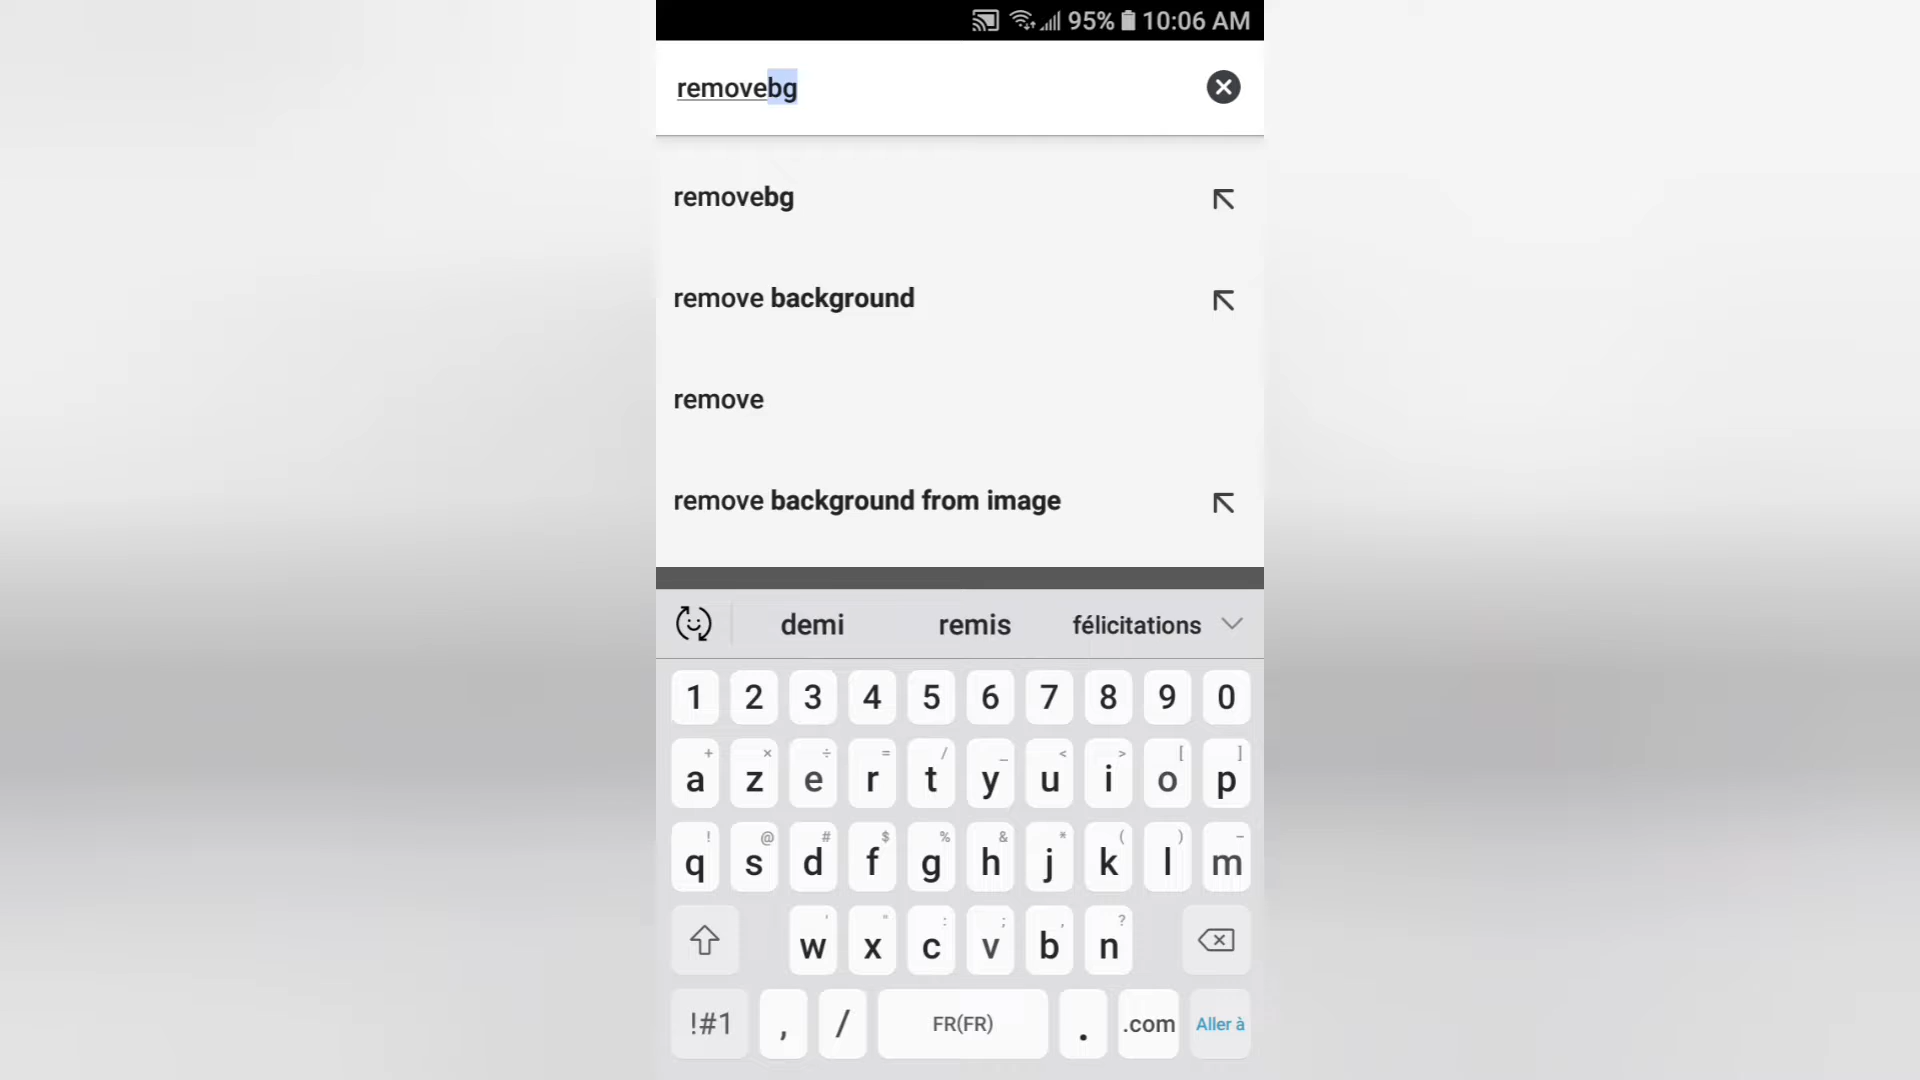 95% 10:06 AM
removebg
removebg
remove background
remove
remove background from image
demi remis félicitations
1 2 3 4 5 6 7 8 9 0
+ × ÷ = / _ < > [ ]
a z e r t y u i o p
! @ # $ % & * ( ) -
q s d f g h j k l m
' " : ; , ?
w x c v b n
!#1 , / FR(FR) . .com Aller à